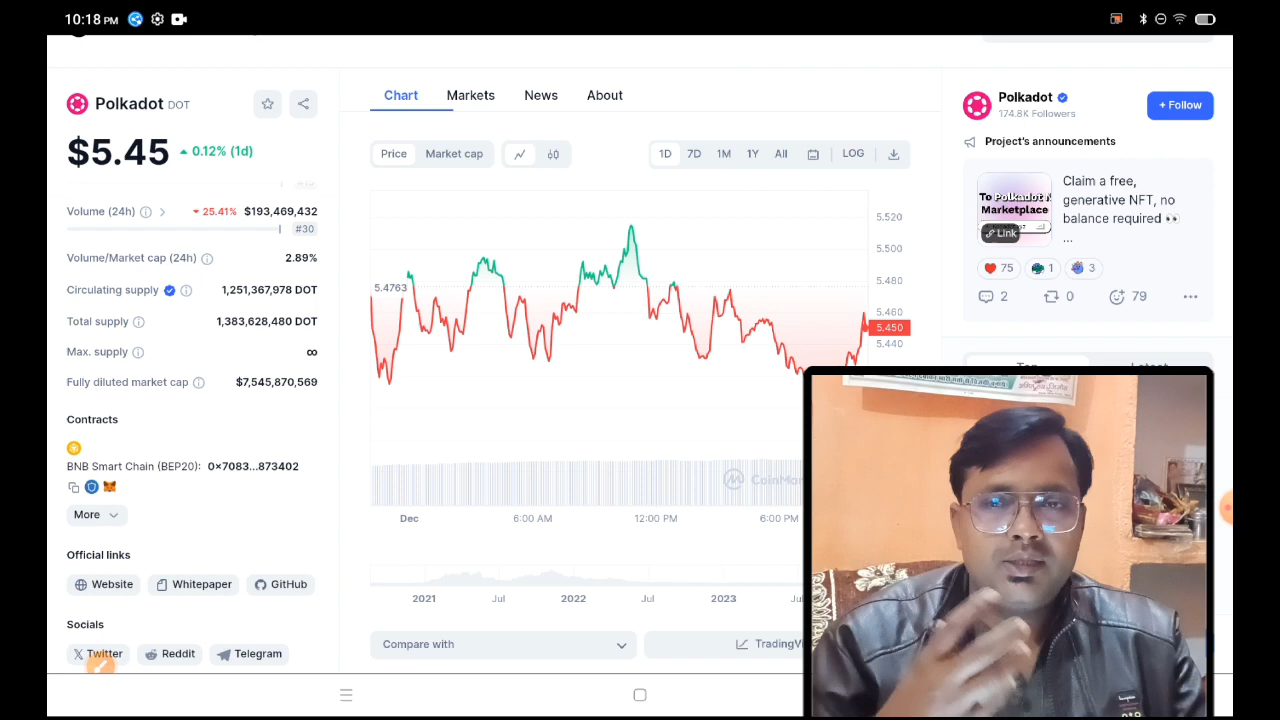 10:18 PM
Polkadot DOT
$5.45 0.12% (1d)
Volume (24h) 25.41% $193,469,432
#30
Volume/Market cap (24h) 2.89%
Circulating supply 1,251,367,978 DOT
Total supply 1,383,628,480 DOT
Max. supply ∞
Fully diluted market cap $7,545,870,569
Contracts
BNB Smart Chain (BEP20): 0x7083...873402
More
Official links
Website Whitepaper GitHub
Socials
Twitter Reddit Telegram
Chart Markets News About
Price Market cap
1D 7D 1M 1Y All LOG
5.520
5.500
5.480
5.4763
5.460
5.450
5.440
CoinMar
Dec 6:00 AM 12:00 PM 6:00 PM
2021 Jul 2022 Jul 2023 Jul
Compare with
TradingVi
Polkadot
174.8K Followers
+ Follow
Project's announcements
To Polkadot N
Marketplace
Link
Claim a free,
generative NFT, no
balance required 👀
...
75 1 3
2 0 79